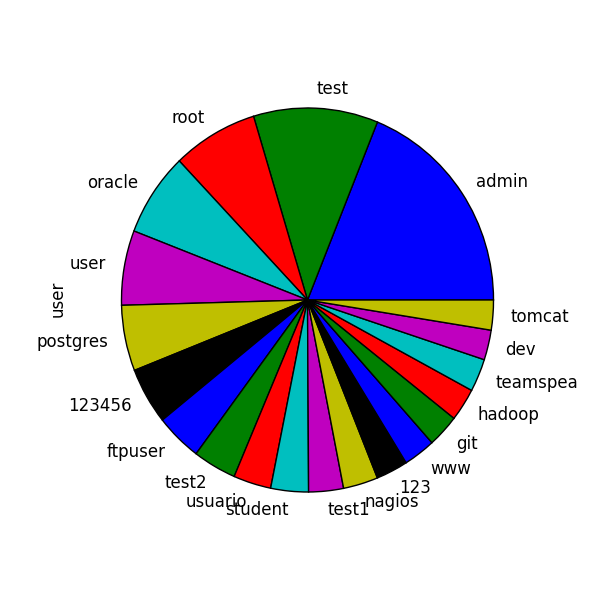 test
root
admin
oracle
user
user
postgres
tomcat
dev
teamspea
123456
hadoop
ftpuser
git
www
test2
123
usuario
nagios
student
test1